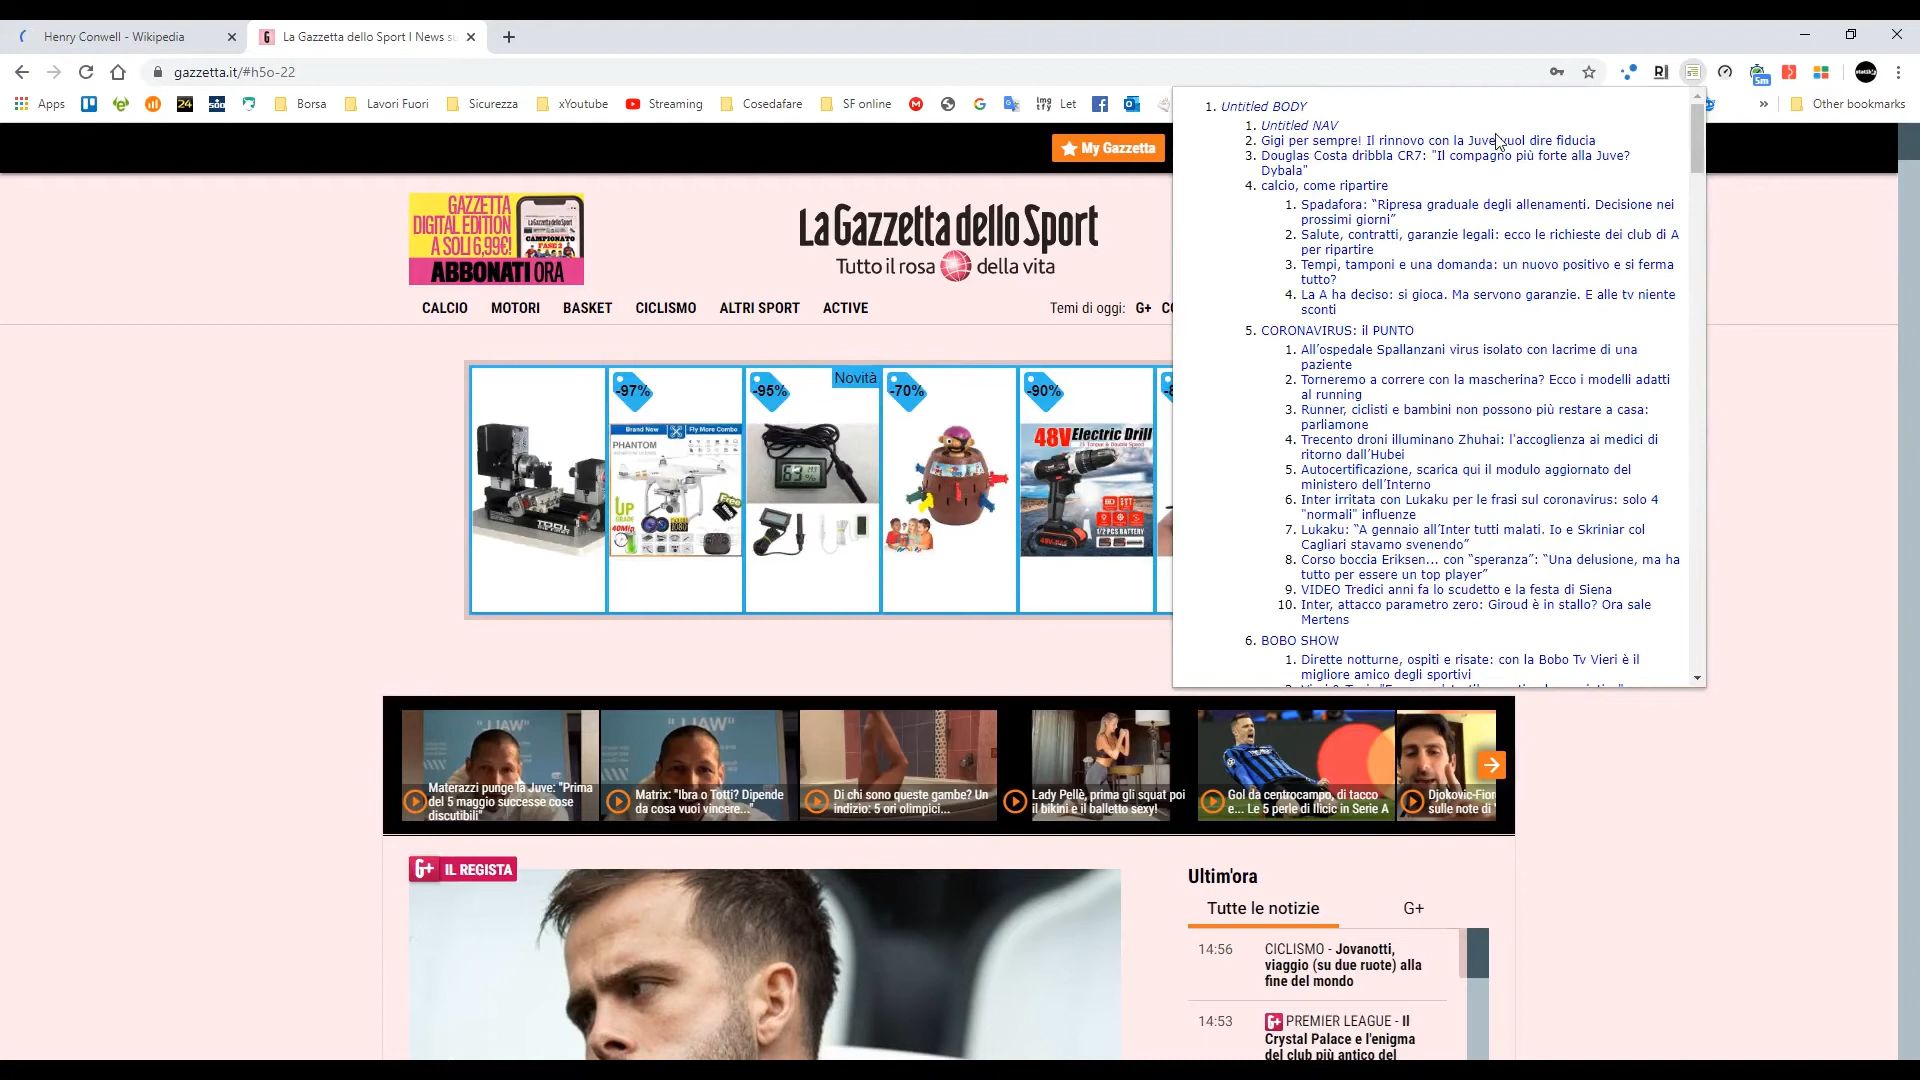 Henry Conwell - Wikipedia
La Gazzetta dello Sport | News su
gazzetta.it/#h5o-22
5m
Apps
24
Borsa
Lavori Fuori
Sicurezza
xYoutube
Streaming
Cosedafare
SF online
Let
Other bookmarks
My Gazzetta
GAZZETTA
DIGITAL EDITION
A SOLI 6,99€!
ABBONATI ORA
La Gazzetta dello Sport
Tutto il rosa della vita
CALCIO
MOTORI
BASKET
CICLISMO
ALTRI SPORT
ACTIVE
Temi di oggi:
G+
1. Untitled BODY
1. Untitled NAV
2. Gigi per sempre! Il rinnovo con la Juve vuol dire fiducia
3. Douglas Costa dribbla CR7: "Il compagno più forte alla Juve?
Dybala"
4. calcio, come ripartire
1. Spadafora: “Ripresa graduale degli allenamenti. Decisione nei
prossimi giorni”
2. Salute, contratti, garanzie legali: ecco le richieste dei club di A
per ripartire
3. Tempi, tamponi e una domanda: un nuovo positivo e si ferma
tutto?
4. La A ha deciso: si gioca. Ma servono garanzie. E alle tv niente
sconti
5. CORONAVIRUS: il PUNTO
1. All’ospedale Spallanzani virus isolato con lacrime di una
paziente
2. Torneremo a correre con la mascherina? Ecco i modelli adatti
al running
3. Runner, ciclisti e bambini non possono più restare a casa:
parliamone
4. Trecento droni illuminano Zhuhai: l'accoglienza ai medici di
ritorno dall’Hubei
5. Autocertificazione, scarica qui il modulo aggiornato del
ministero dell’Interno
6. Inter irritata con Lukaku per le frasi sul coronavirus: solo 4
"normali" influenze
7. Lukaku: “A gennaio all’Inter tutti malati. Io e Skriniar col
Cagliari stavamo svenendo”
8. Corso boccia Eriksen... con “speranza”: “Una delusione, ma ha
tutto per essere un top player”
9. VIDEO Tredici anni fa lo scudetto e la festa di Siena
10. Inter, attacco parametro zero: Giroud è in stallo? Ora sale
Mertens
6. BOBO SHOW
1. Dirette notturne, ospiti e risate: con la Bobo Tv Vieri è il
migliore amico degli sportivi
-97%
-95%
Novità
-70%
-90%
Brand New
Fly More Combo
PHANTOM
UP
GRADE
40Min
Free
48V Electric Drill
Materazzi punge la Juve: "Prima
del 5 maggio successe cose
discutibili"
Matrix: "Ibra o Totti? Dipende
da cosa vuoi vincere..."
Di chi sono queste gambe? Un
indizio: 5 ori olimpici...
Lady Pellè, prima gli squat poi
il bikini e il balletto sexy!
Gol da centrocampo, di tacco
e... Le 5 perle di Ilicic in Serie A
Djokovic-Fior
sulle note di
G+ IL REGISTA
Ultim'ora
Tutte le notizie
G+
14:56
CICLISMO - Jovanotti,
viaggio (su due ruote) alla
fine del mondo
14:53
G+ PREMIER LEAGUE - Il
Crystal Palace e l'enigma
del club più antico del